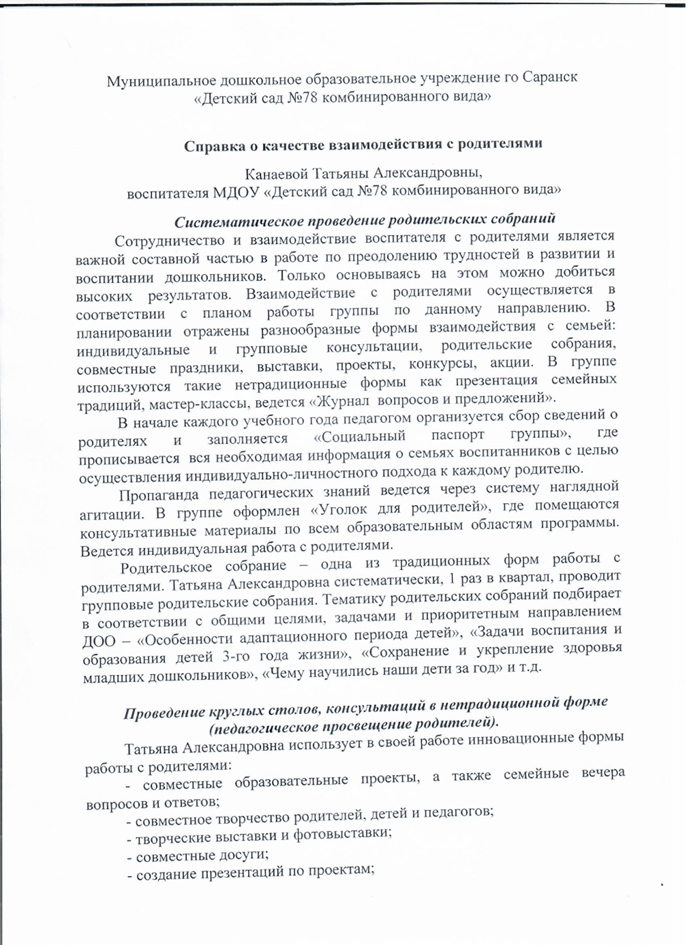 Муниципальное дошкольное образовательное учреждение го Саранск
«Детский сад №78 комбинированного вида»
Справка о качестве взаимодействия с родителями
Канаевой Татьяны Александровны,
воспитателя МДОУ «Детский сад №78 комбинированного вида»
Систематическое проведение родительских собраний
Сотрудничество и взаимодействие воспитателя с родителями является
важной составной частью в работе по преодолению трудностей в развитии и
воспитании дошкольников. Только основываясь на этом можно добиться
высоких результатов. Взаимодействие с родителями осуществляется в
соответствии с планом работы группы по данному направлению. В
планировании отражены разнообразные формы взаимодействия с семьей:
индивидуальные и групповые консультации, родительские собрания,
совместные праздники, выставки, проекты, конкурсы, акции. В группе
используются такие нетрадиционные формы как презентация семейных
традиций, мастер-классы, ведется «Журнал вопросов и предложений».
В начале каждого учебного года педагогом организуется сбор сведений о
родителях и заполняется «Социальный паспорт группы», где
прописывается вся необходимая информация о семьях воспитанников с целью
осуществления индивидуально-личностного подхода к каждому родителю.
Пропаганда педагогических знаний ведется через систему наглядной
агитации. В группе оформлен «Уголок для родителей», где помещаются
консультативные материалы по всем образовательным областям программы.
Ведется индивидуальная работа с родителями.
Родительское собрание – одна из традиционных форм работы с
родителями. Татьяна Александровна систематически, 1 раз в квартал, проводит
групповые родительские собрания. Тематику родительских собраний подбирает
в соответствии с общими целями, задачами и приоритетным направлением
ДОО – «Особенности адаптационного периода детей», «Задачи воспитания и
образования детей 3-го года жизни», «Сохранение и укрепление здоровья
младших дошкольников», «Чему научились наши дети за год» и т.д.
Проведение круглых столов, консультаций в нетрадиционной форме
(педагогическое просвещение родителей).
Татьяна Александровна использует в своей работе инновационные формы
работы с родителями:
- совместные образовательные проекты, а также семейные вечера
вопросов и ответов;
- совместное творчество родителей, детей и педагогов;
- творческие выставки и фотовыставки;
- совместные досуги;
- создание презентаций по проектам;